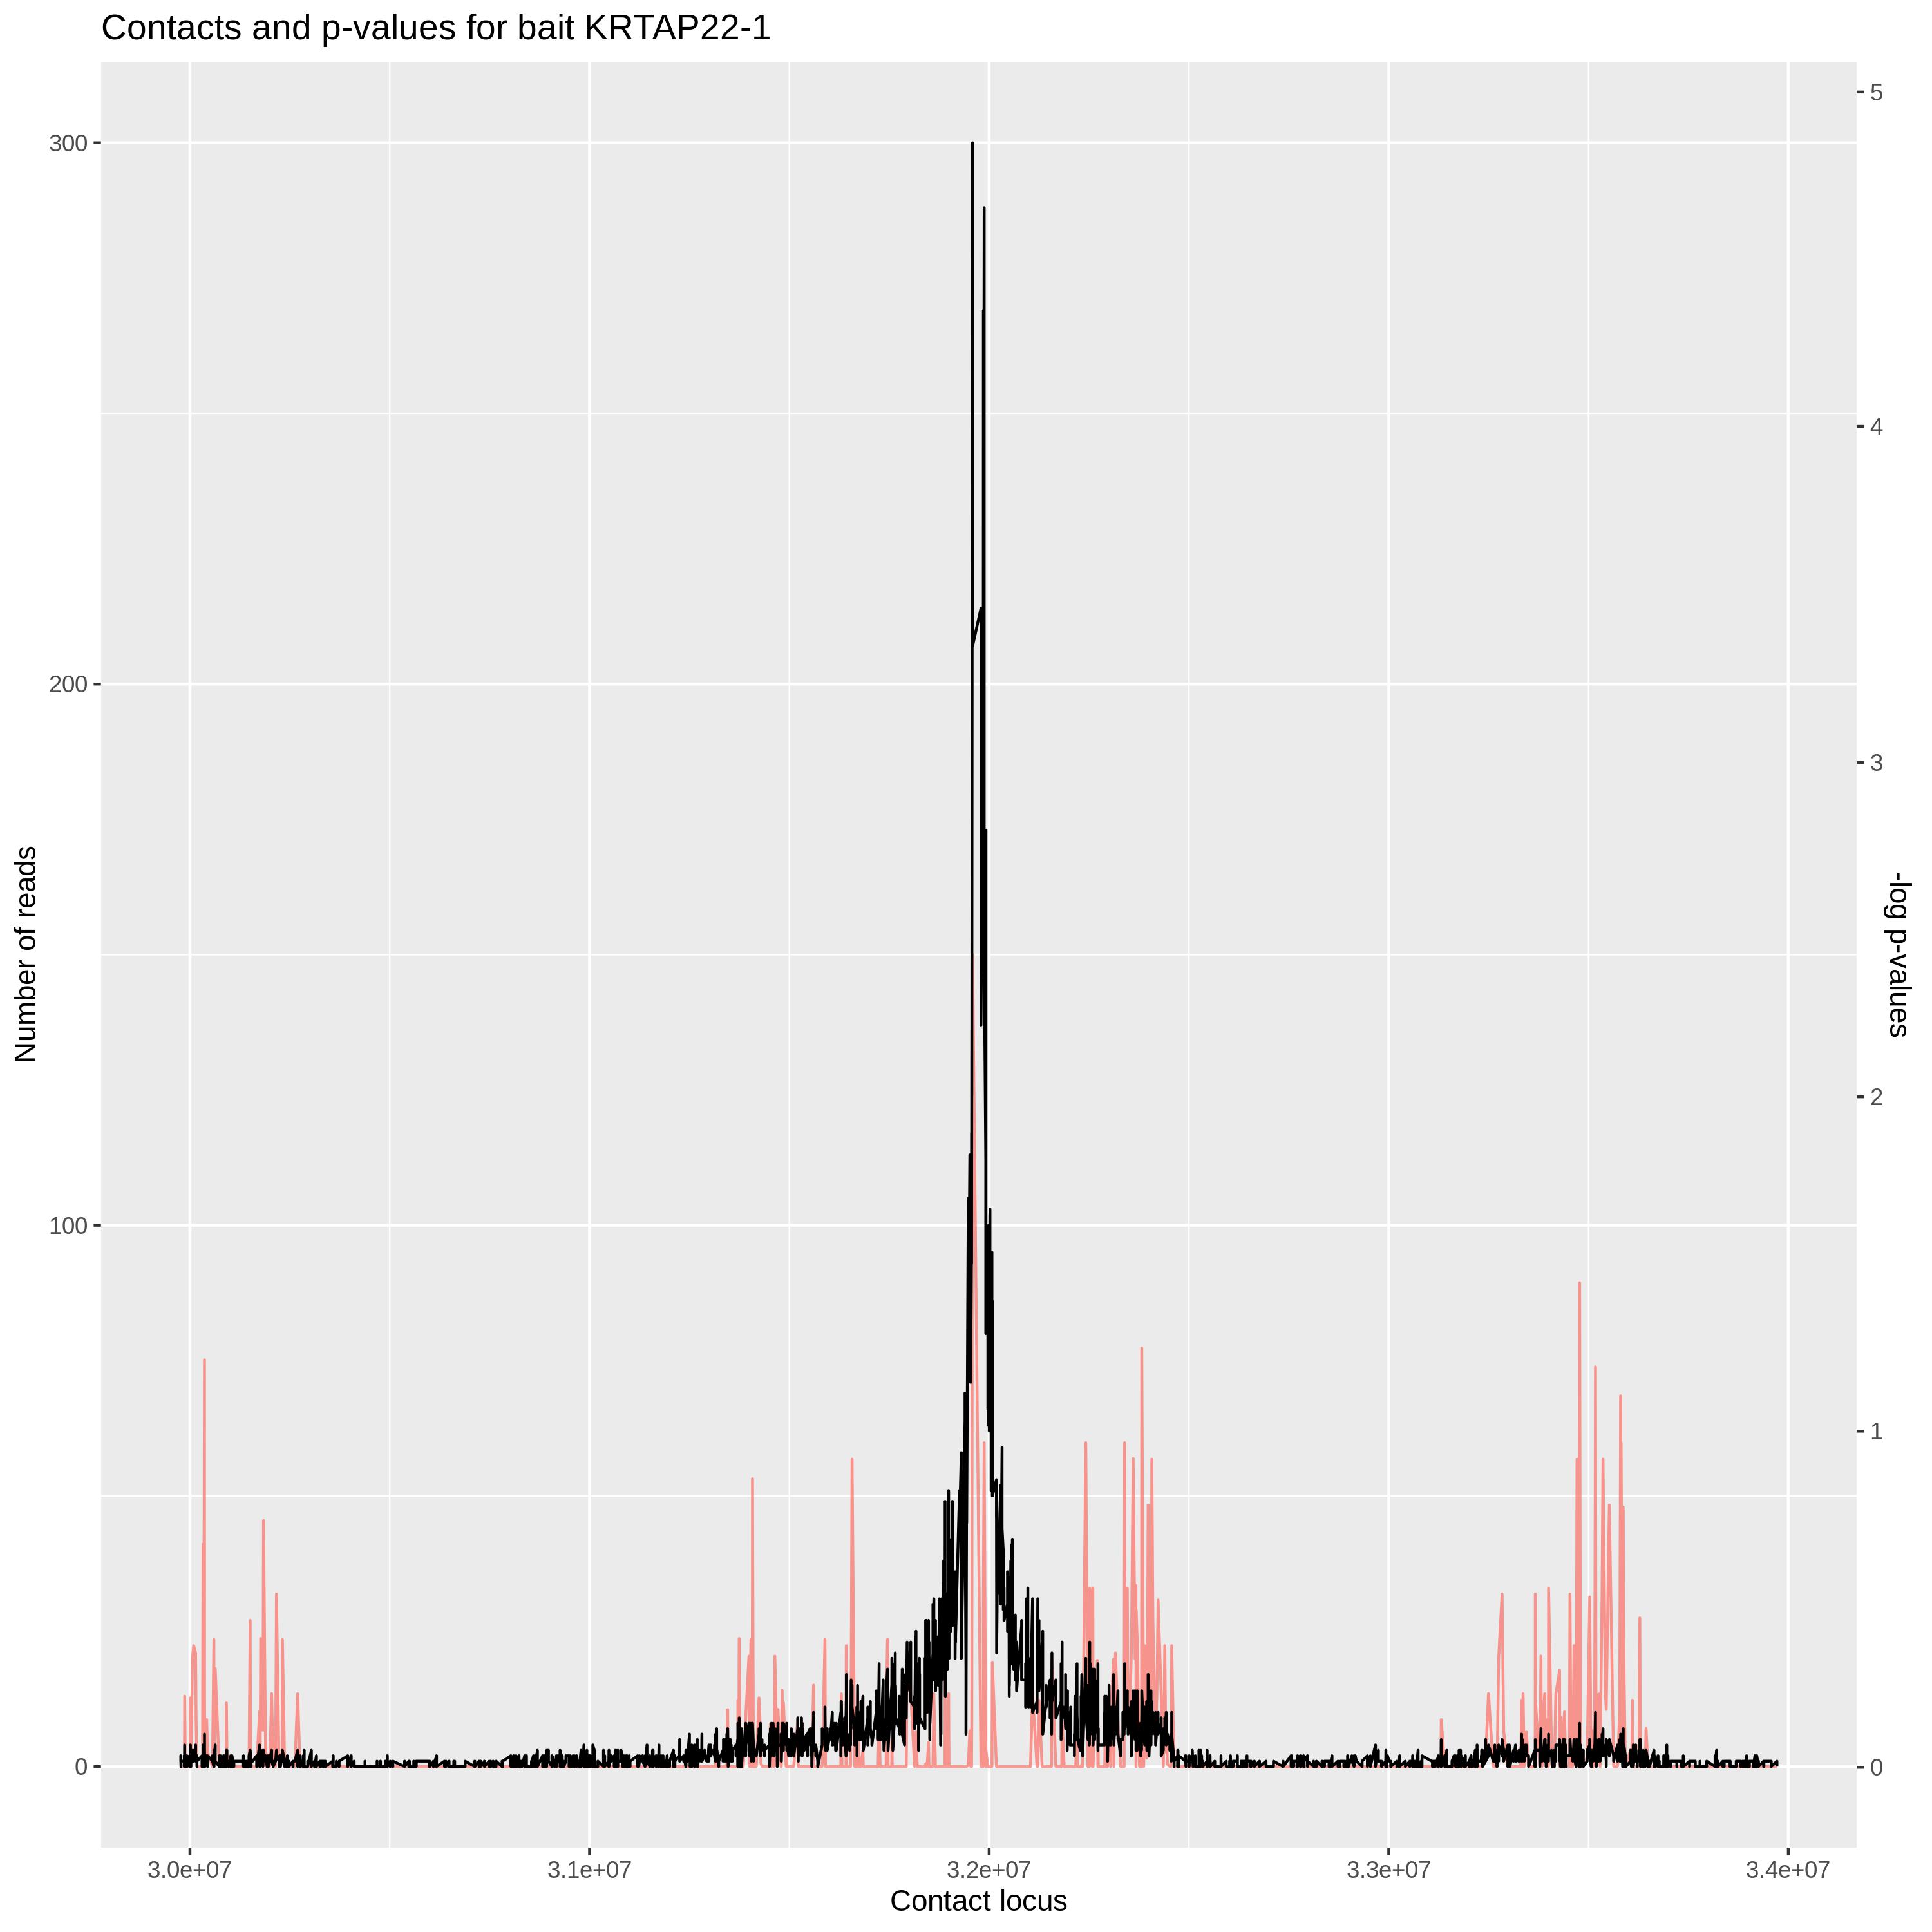 Contacts and p-values for bait KRTAP22-1
300
200
100
0
5
4
3
2
1
0
Number of reads
-log p-values
3.0e+07 3.1e+07 3.2e+07 3.3e+07 3.4e+07
Contact locus